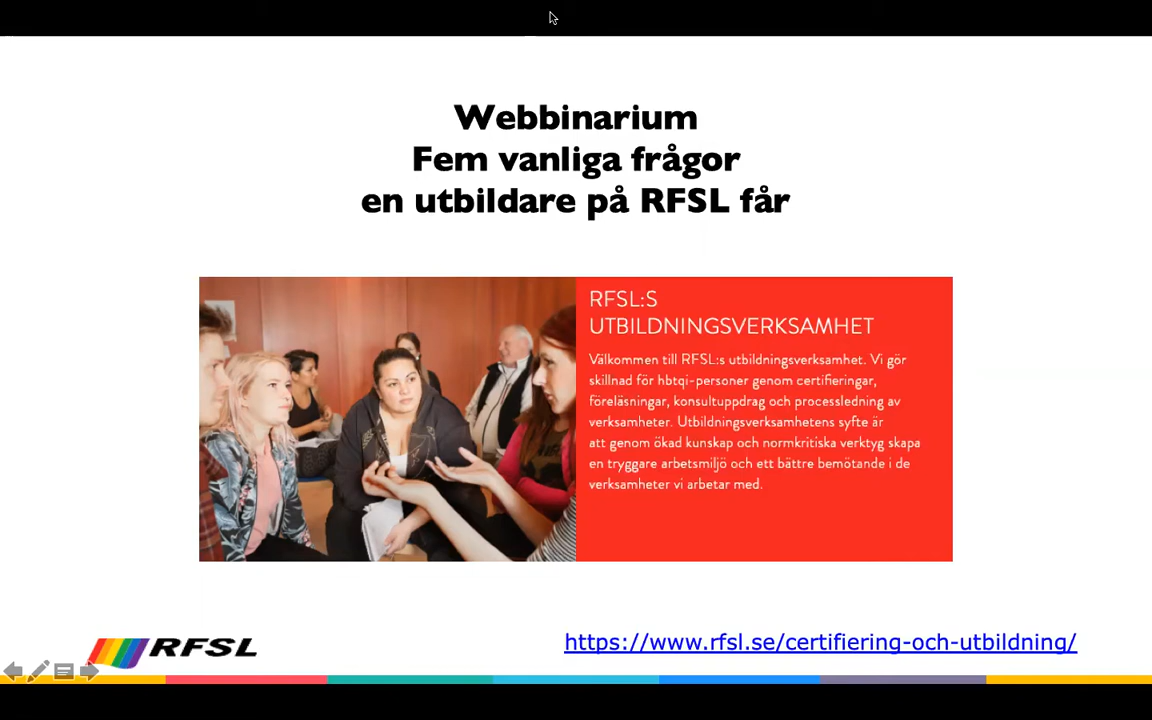 Webbinarium
Fem vanliga frågor
en utbildare på RFSL får
RFSL:S
UTBILDNINGSVERKSAMHET
Välkommen till RFSL:s utbildningsverksamhet. Vi gör
skillnad för hbtqi-personer genom certifieringar,
föreläsningar, konsultuppdrag och processledning av
verksamheter. Utbildningsverksamhetens syfte är
att genom ökad kunskap och normkritiska verktyg skapa
en tryggare arbetsmiljö och ett bättre bemötande i de
verksamheter vi arbetar med.
RFSL
https://www.rfsl.se/certifiering-och-utbildning/